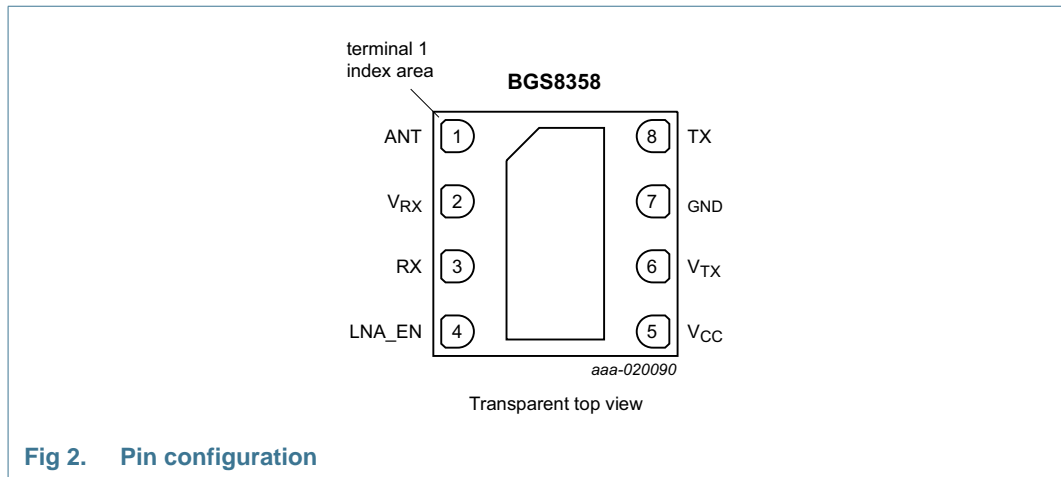 terminal 1
index area
BGS8358
ANT 1 8 TX
VRX 2 7 GND
RX 3 6 VTX
LNA_EN 4 5 VCC
aaa-020090
Transparent top view
Fig 2. Pin configuration